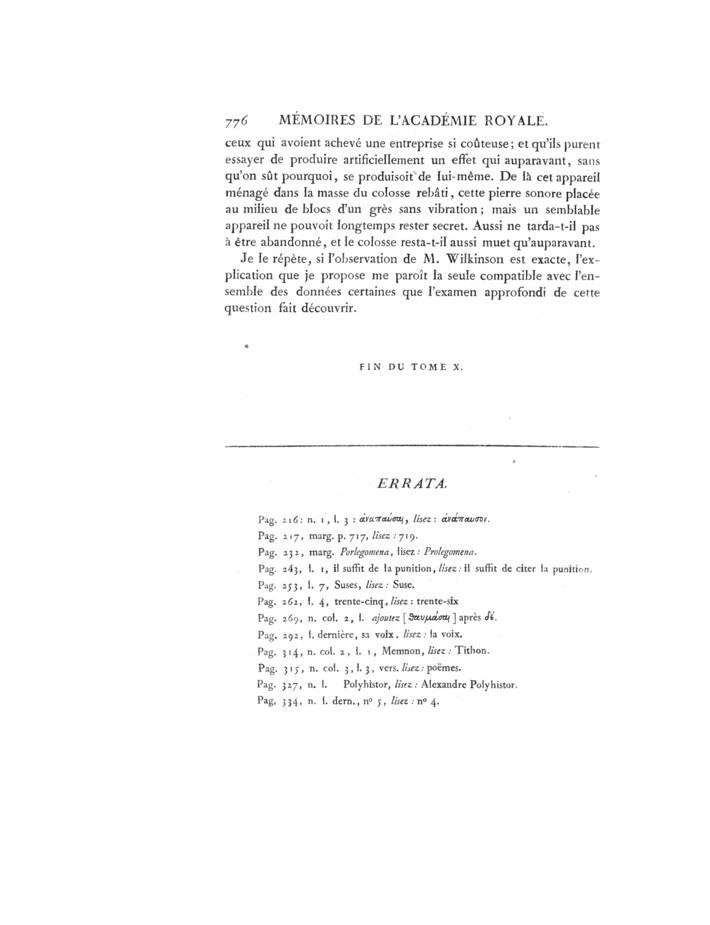 776 MÉMOIRES DE L'ACADÉMIE ROYALE.
ceux qui avoient achevé une entreprise si coûteuse; et qu'ils purent
essayer de produire artificiellement un effet qui auparavant, sans
qu'on sût pourquoi, se produisoit de lui-même. De là cet appareil
ménagé dans la masse du colosse rebâti, cette pierre sonore placée
au milieu de blocs d'un grès sans vibration; mais un semblable
appareil ne pouvoit longtemps rester secret. Aussi ne tarda-t-il pas
à être abandonné, et le colosse resta-t-il aussi muet qu'auparavant.
Je le répète, si l'observation de M. Wilkinson est exacte, l'ex-
plication que je propose me paroît la seule compatible avec l'en-
semble des données certaines que l'examen approfondi de cette
question fait découvrir.
FIN DU TOME X.
ERRATA.
Pag. 216: n. 1, l. 3 : ἀναπαύσαι, lisez : ἀνάπαυσον.
Pag. 217, marg. p. 717, lisez : 719.
Pag. 232, marg. Porlegomena, lisez : Prolegomena.
Pag. 243, l. 1, il suffit de la punition, lisez : il suffit de citer la punition.
Pag. 253, l. 7, Suses, lisez : Suse.
Pag. 262, l. 4, trente-cinq, lisez : trente-six
Pag. 269, n. col. 2, l. ajoutez [ θαυμάσαι ] après δέ.
Pag. 292, l. dernière, sa voix. lisez : la voix.
Pag. 314, n. col. 2, l. 1, Memnon, lisez : Tithon.
Pag. 315, n. col. 3, l. 3, vers. lisez : poëmes.
Pag. 327, n. l. Polyhistor, lisez : Alexandre Polyhistor.
Pag. 334, n. l. dern., nº 5, lisez : nº 4.